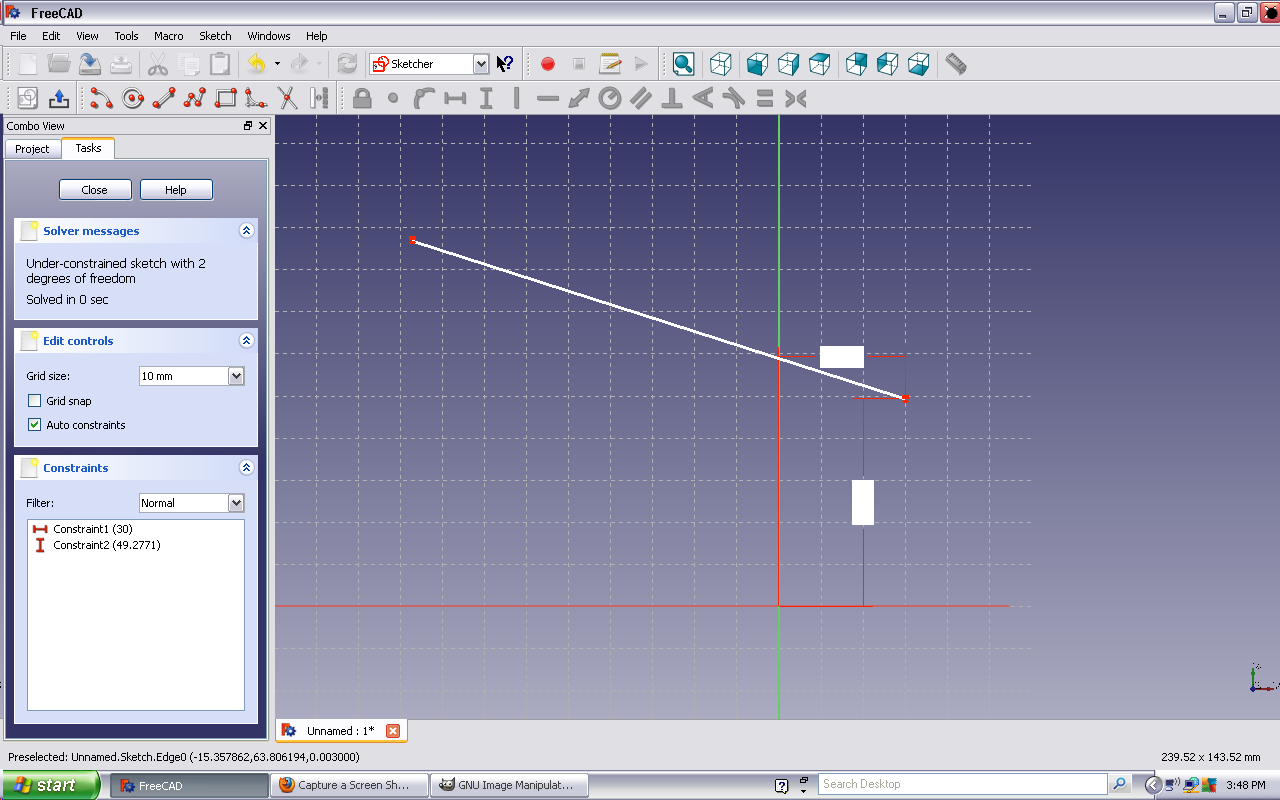 FreeCAD
File Edit View Tools Macro Sketch Windows Help
Sketcher
Combo View
Project Tasks
Close Help
Solver messages
Under-constrained sketch with 2
degrees of freedom
Solved in 0 sec
Edit controls
Grid size: 10 mm
Grid snap
Auto constraints
Constraints
Filter: Normal
Constraint1 (30)
Constraint2 (49.2771)
Unnamed : 1*
Preselected: Unnamed.Sketch.Edge0 (-15.357862,63.806194,0.003000) 239.52 x 143.52 mm
start FreeCAD Capture a Screen Sh... GNU Image Manipulat... Search Desktop 3:48 PM